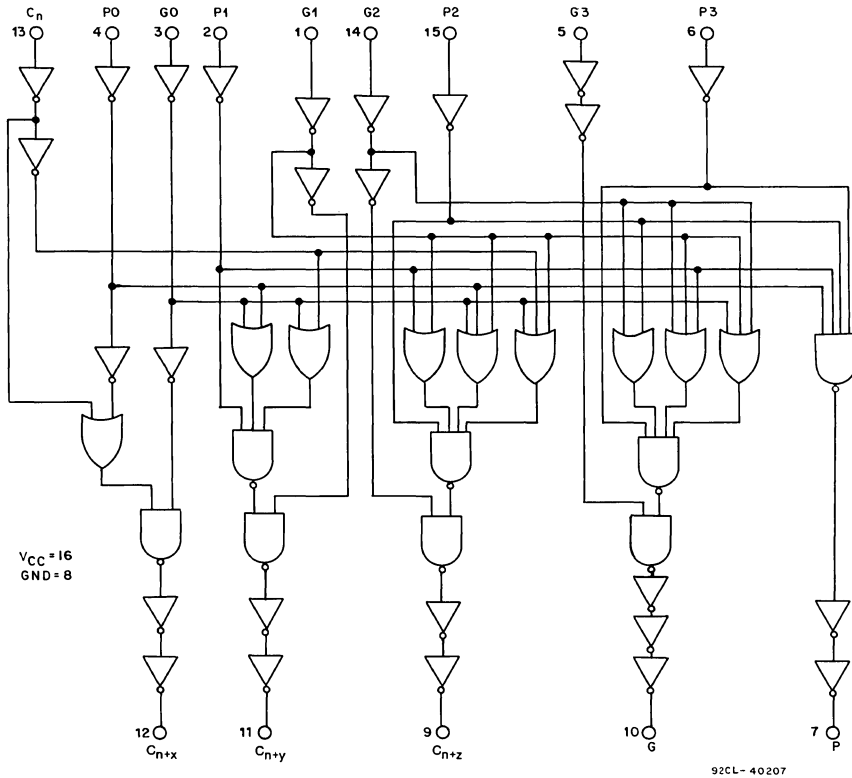 Cn P0 G0 P1 G1 G2 P2 G3 P3
13 4 3 2 1 14 15 5 6
VCC = 16
GND = 8
12 11 9 10 7
Cn+x Cn+y Cn+z G P
92CL-40207